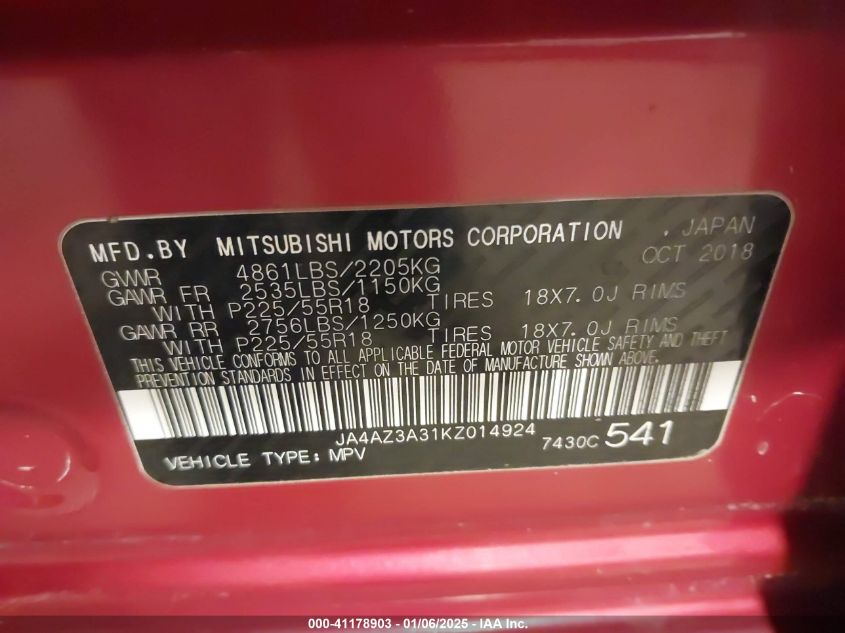 MFD.BY MITSUBISHI MOTORS CORPORATION . JAPAN
GVWR 4861LBS/2205KG OCT 2018
GAWR FR 2535LBS/1150KG
WITH P225/55R18 TIRES 18X7.0J RIMS
GAWR RR 2756LBS/1250KG
WITH P225/55R18 TIRES 18X7.0J RIMS
THIS VEHICLE CONFORMS TO ALL APPLICABLE FEDERAL MOTOR VEHICLE SAFETY AND THEFT
PREVENTION STANDARDS IN EFFECT ON THE DATE OF MANUFACTURE SHOWN ABOVE.
JA4AZ3A31KZ014924 7430C 541
VEHICLE TYPE: MPV
000-41178903 - 01/06/2025 - IAA Inc.